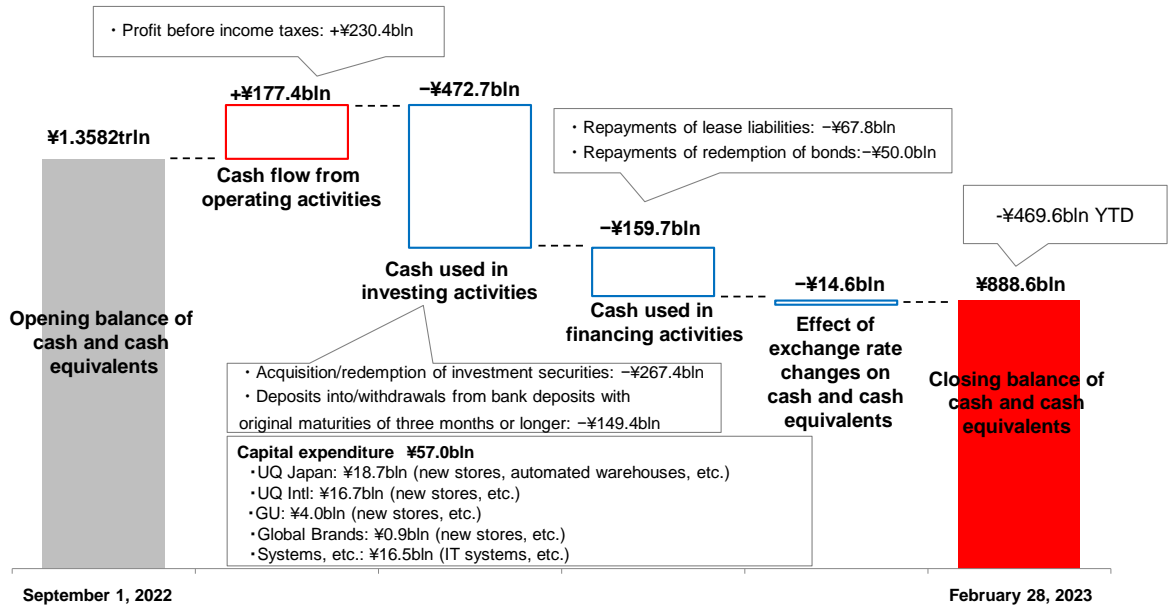 ・Profit before income taxes: +¥230.4bln
+¥177.4bln
−¥472.7bln
¥1.3582trln
・Repayments of lease liabilities: −¥67.8bln
・Repayments of redemption of bonds:−¥50.0bln
Cash flow from
operating activities
-¥469.6bln YTD
−¥159.7bln
Cash used in
investing activities
−¥14.6bln
¥888.6bln
Opening balance of
cash and cash
equivalents
Cash used in
financing activities
Effect of
exchange rate
changes on
cash and cash
equivalents
・Acquisition/redemption of investment securities: −¥267.4bln
・Deposits into/withdrawals from bank deposits with
original maturities of three months or longer: −¥149.4bln
Closing balance of
cash and cash
equivalents
Capital expenditure ¥57.0bln
・UQ Japan: ¥18.7bln (new stores, automated warehouses, etc.)
・UQ Intl: ¥16.7bln (new stores, etc.)
・GU: ¥4.0bln (new stores, etc.)
・Global Brands: ¥0.9bln (new stores, etc.)
・Systems, etc.: ¥16.5bln (IT systems, etc.)
September 1, 2022
February 28, 2023